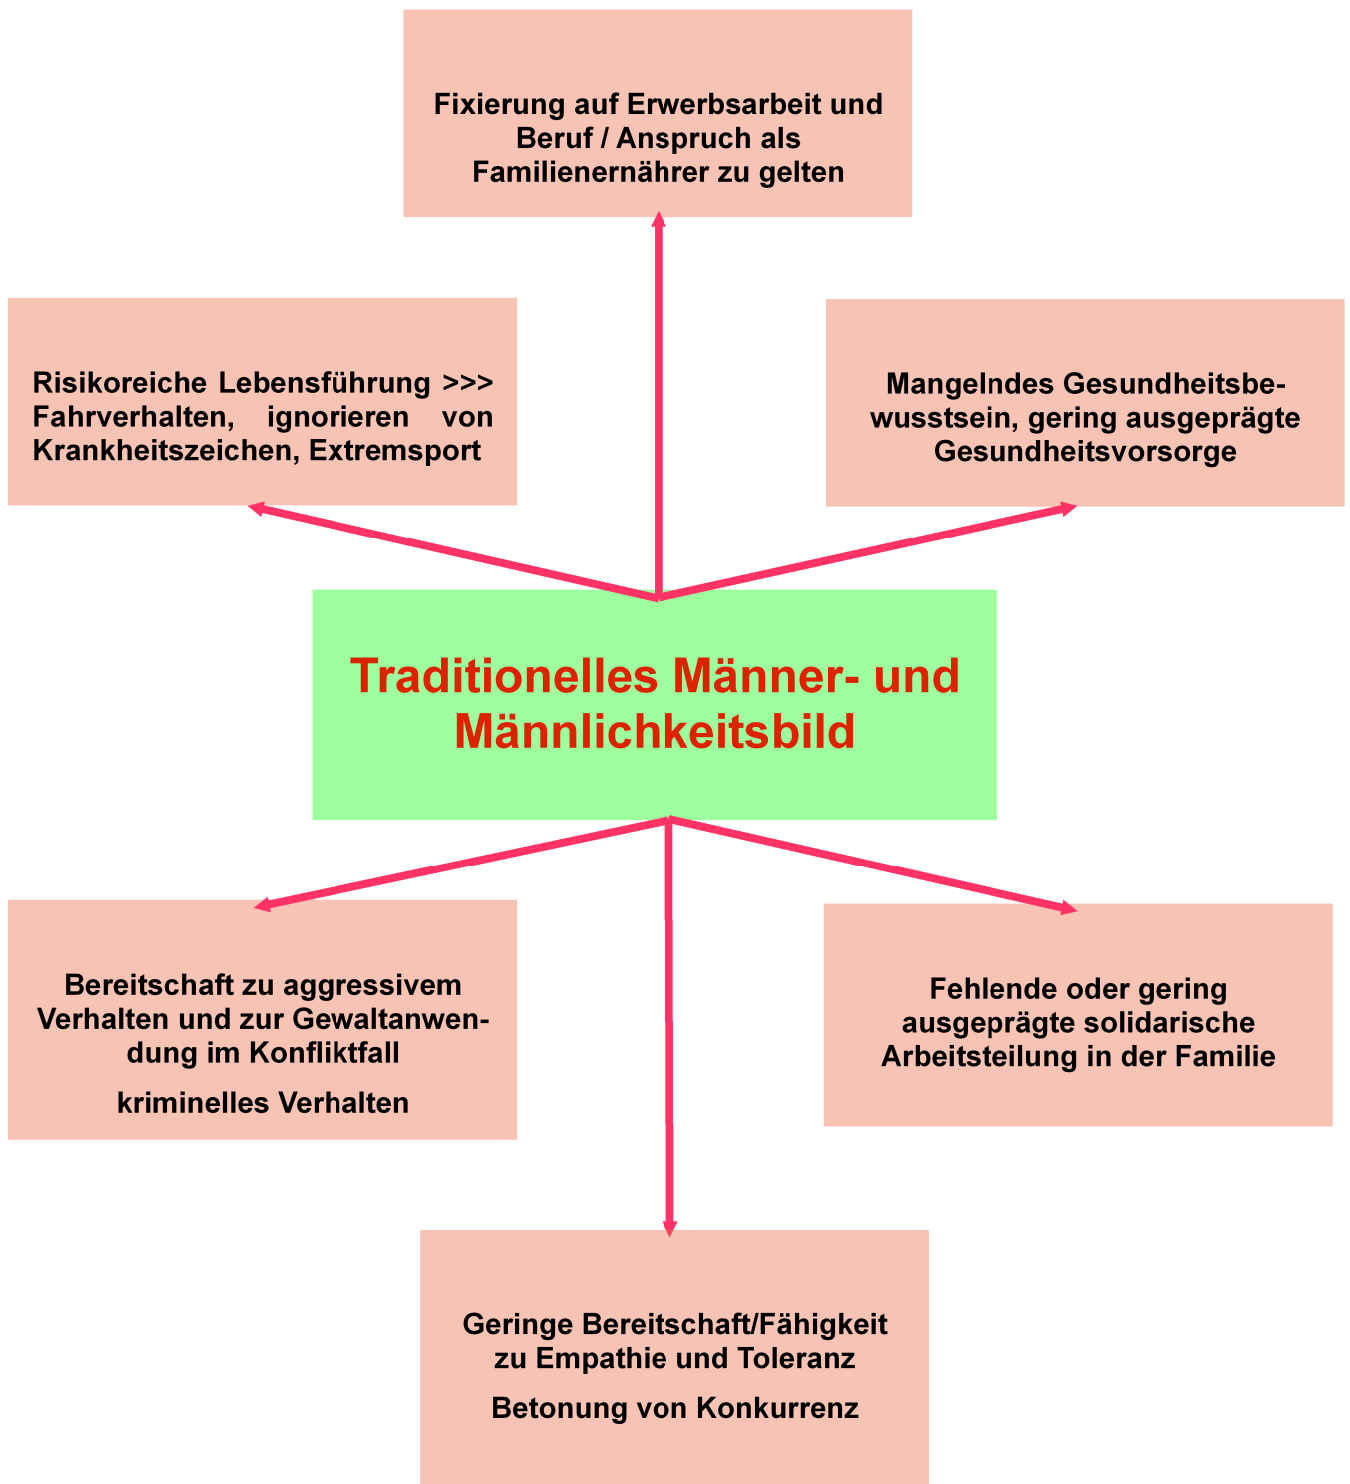 Fixierung auf Erwerbsarbeit und
Beruf / Anspruch als
Familienernährer zu gelten
Risikoreiche Lebensführung >>>
Fahrverhalten, ignorieren von
Krankheitszeichen, Extremsport
Mangelndes Gesundheitsbe-
wusstsein, gering ausgeprägte
Gesundheitsvorsorge
Traditionelles Männer- und
Männlichkeitsbild
Bereitschaft zu aggressivem
Verhalten und zur Gewaltanwen-
dung im Konfliktfall
kriminelles Verhalten
Fehlende oder gering
ausgeprägte solidarische
Arbeitsteilung in der Familie
Geringe Bereitschaft/Fähigkeit
zu Empathie und Toleranz
Betonung von Konkurrenz